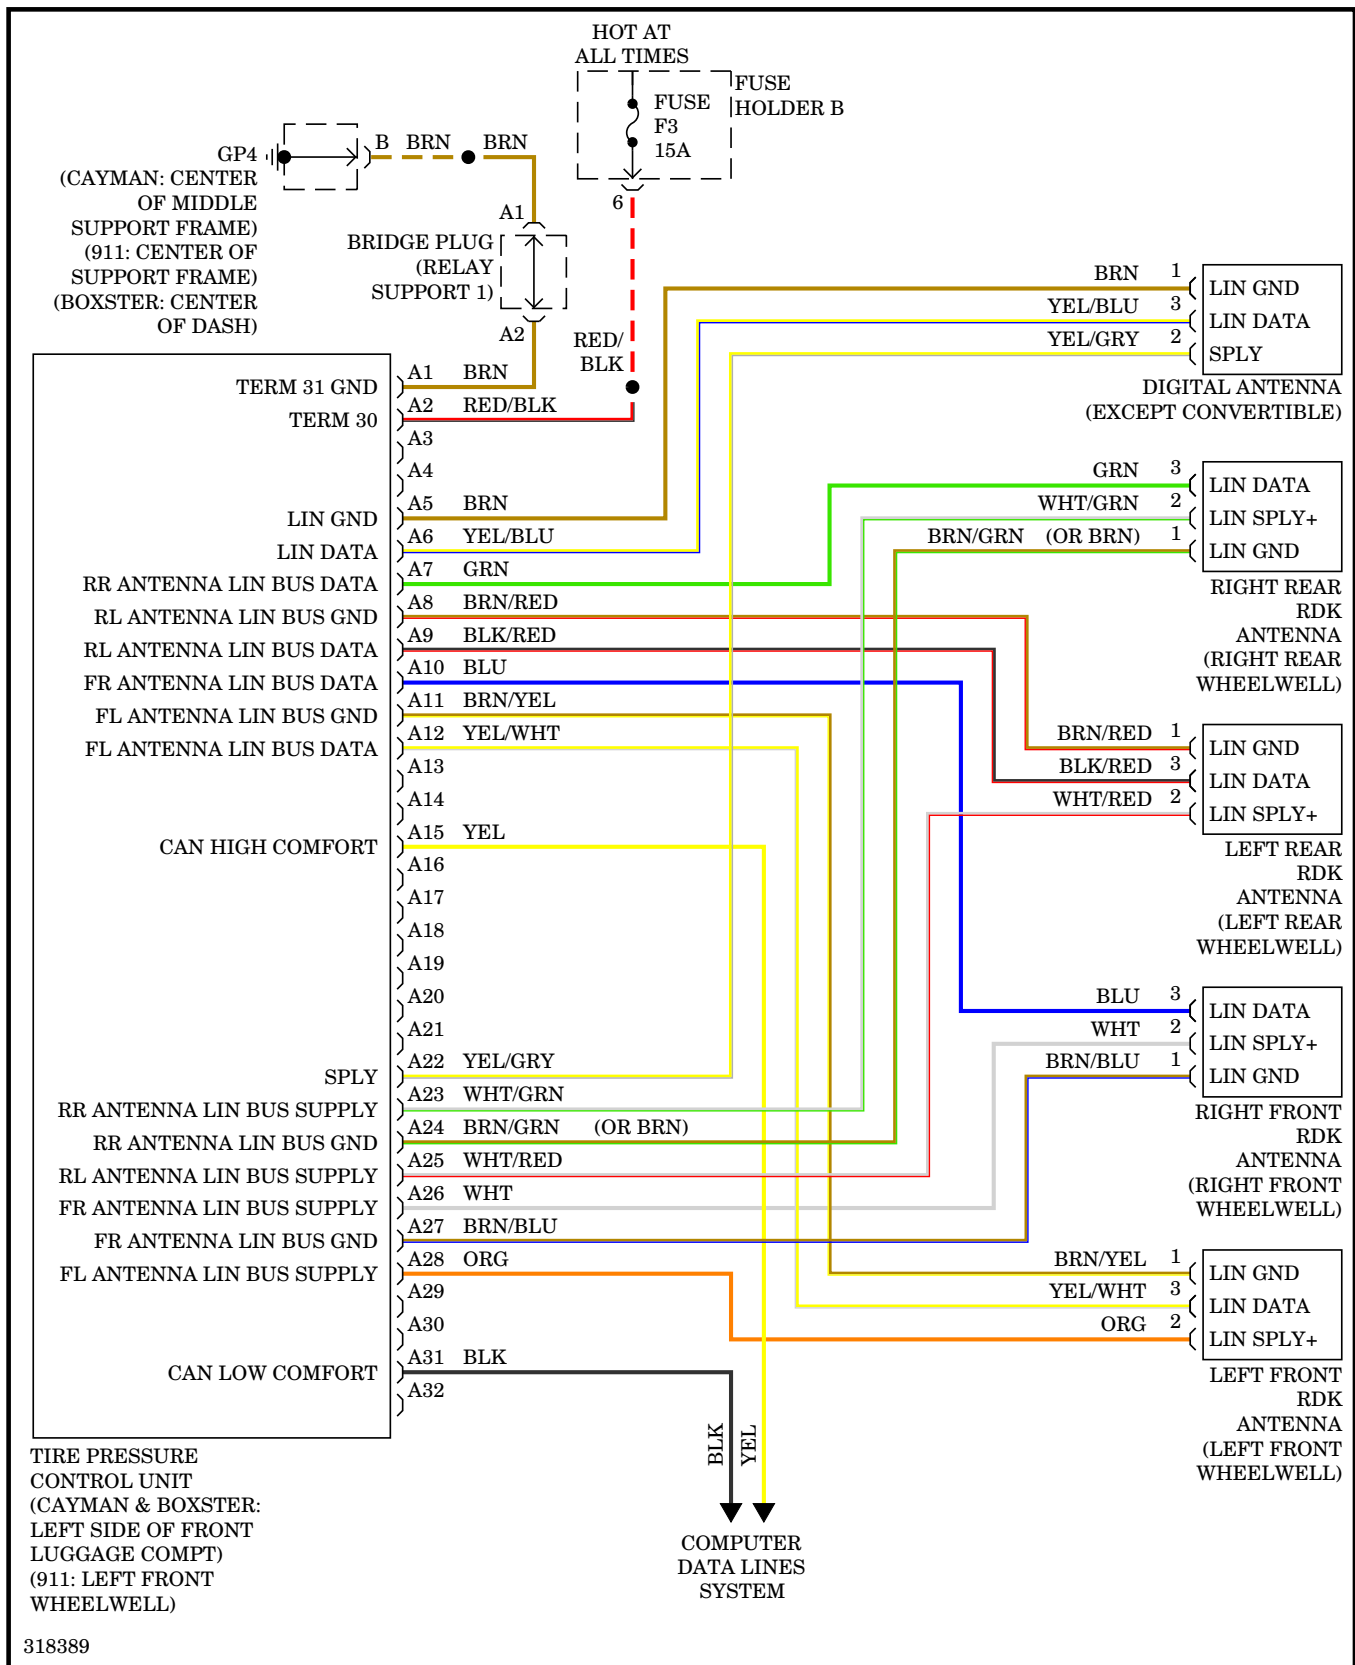 HOT AT
ALL TIMES
FUSE
HOLDER B
FUSE
F3
15A
6
GP4
(CAYMAN: CENTER
OF MIDDLE
SUPPORT FRAME)
(911: CENTER OF
SUPPORT FRAME)
(BOXSTER: CENTER
OF DASH)
B BRN BRN
A1
BRIDGE PLUG
(RELAY
SUPPORT 1)
A2
RED/
BLK
TERM 31 GND A1 BRN
TERM 30 A2 RED/BLK
A3
A4
LIN GND A5 BRN
LIN DATA A6 YEL/BLU
RR ANTENNA LIN BUS DATA A7 GRN
RL ANTENNA LIN BUS GND A8 BRN/RED
RL ANTENNA LIN BUS DATA A9 BLK/RED
FR ANTENNA LIN BUS DATA A10 BLU
FL ANTENNA LIN BUS GND A11 BRN/YEL
FL ANTENNA LIN BUS DATA A12 YEL/WHT
A13
A14
CAN HIGH COMFORT A15 YEL
A16
A17
A18
A19
A20
A21
SPLY A22 YEL/GRY
RR ANTENNA LIN BUS SUPPLY A23 WHT/GRN
RR ANTENNA LIN BUS GND A24 BRN/GRN (OR BRN)
RL ANTENNA LIN BUS SUPPLY A25 WHT/RED
FR ANTENNA LIN BUS SUPPLY A26 WHT
FR ANTENNA LIN BUS GND A27 BRN/BLU
FL ANTENNA LIN BUS SUPPLY A28 ORG
A29
A30
CAN LOW COMFORT A31 BLK
A32
TIRE PRESSURE
CONTROL UNIT
(CAYMAN & BOXSTER:
LEFT SIDE OF FRONT
LUGGAGE COMPT)
(911: LEFT FRONT
WHEELWELL)
BLK
YEL
COMPUTER
DATA LINES
SYSTEM
BRN 1 LIN GND
YEL/BLU 3 LIN DATA
YEL/GRY 2 SPLY
DIGITAL ANTENNA
(EXCEPT CONVERTIBLE)
GRN 3 LIN DATA
WHT/GRN 2 LIN SPLY+
BRN/GRN (OR BRN) 1 LIN GND
RIGHT REAR
RDK
ANTENNA
(RIGHT REAR
WHEELWELL)
BRN/RED 1 LIN GND
BLK/RED 3 LIN DATA
WHT/RED 2 LIN SPLY+
LEFT REAR
RDK
ANTENNA
(LEFT REAR
WHEELWELL)
BLU 3 LIN DATA
WHT 2 LIN SPLY+
BRN/BLU 1 LIN GND
RIGHT FRONT
RDK
ANTENNA
(RIGHT FRONT
WHEELWELL)
BRN/YEL 1 LIN GND
YEL/WHT 3 LIN DATA
ORG 2 LIN SPLY+
LEFT FRONT
RDK
ANTENNA
(LEFT FRONT
WHEELWELL)
318389